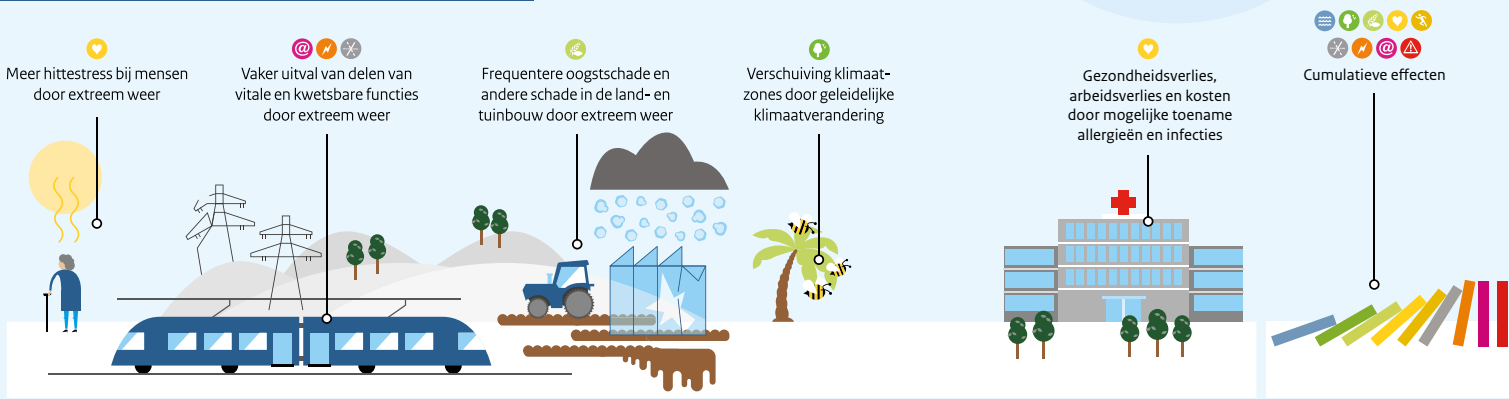 Meer hittestress bij mensen
door extreem weer
Vaker uitval van delen van
vitale en kwetsbare functies
door extreem weer
Frequentere oogstschade en
andere schade in de land- en
tuinbouw door extreem weer
Verschuiving klimaat-
zones door geleidelijke
klimaatverandering
Gezondheidsverlies,
arbeidsverlies en kosten
door mogelijke toename
allergieën en infecties
Cumulatieve effecten